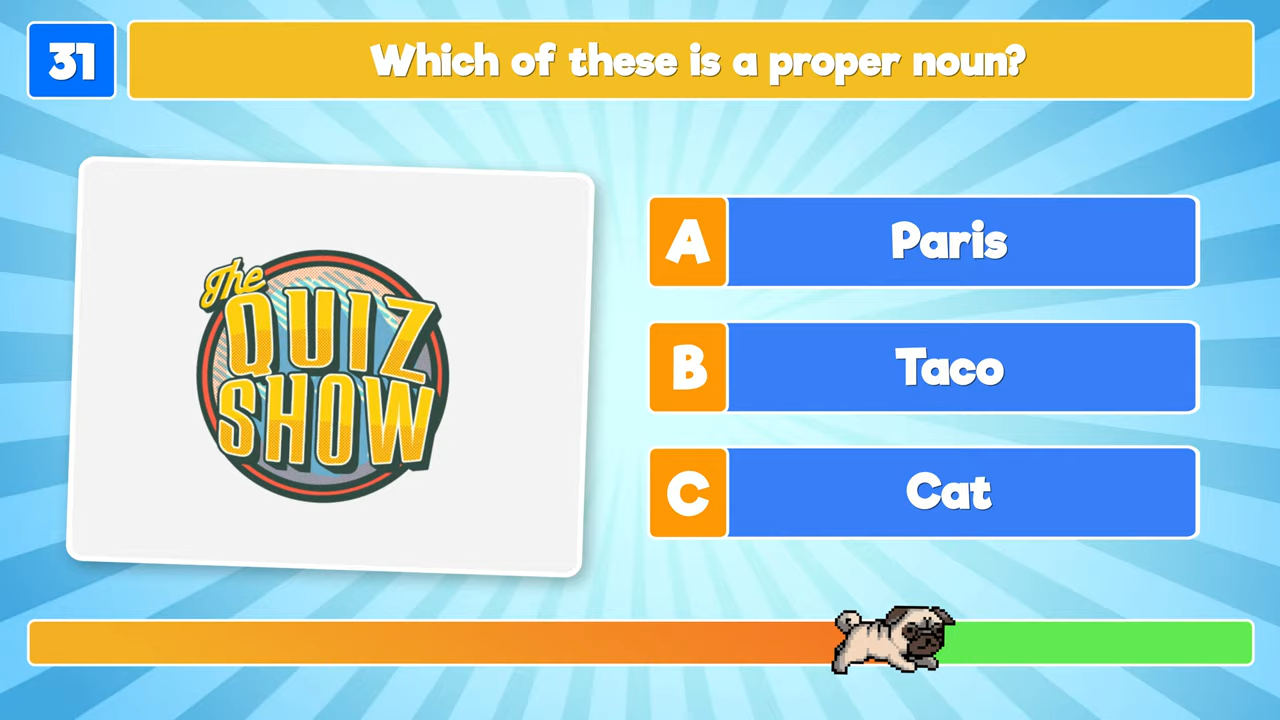 31
Which of these is a proper noun?
The
QUIZ
SHOW
A Paris
B Taco
C Cat